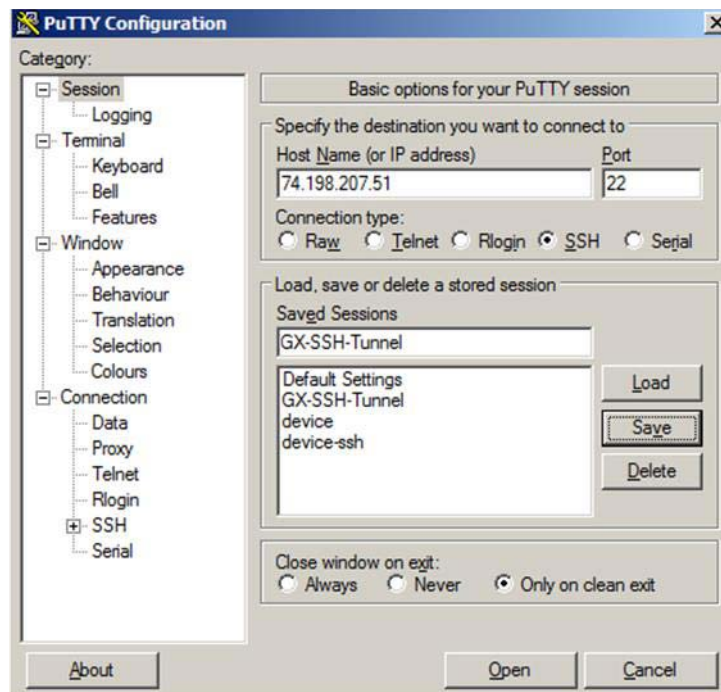 PuTTY Configuration
Category:
Session
Logging
Terminal
Keyboard
Bell
Features
Window
Appearance
Behaviour
Translation
Selection
Colours
Connection
Data
Proxy
Telnet
Rlogin
SSH
Serial
Basic options for your PuTTY session
Specify the destination you want to connect to
Host Name (or IP address) Port
74.198.207.51 22
Connection type:
Raw Telnet Rlogin SSH Serial
Load, save or delete a stored session
Saved Sessions
GX-SSH-Tunnel
Default Settings
GX-SSH-Tunnel
device
device-ssh
Load
Save
Delete
Close window on exit:
Always Never Only on clean exit
About Open Cancel